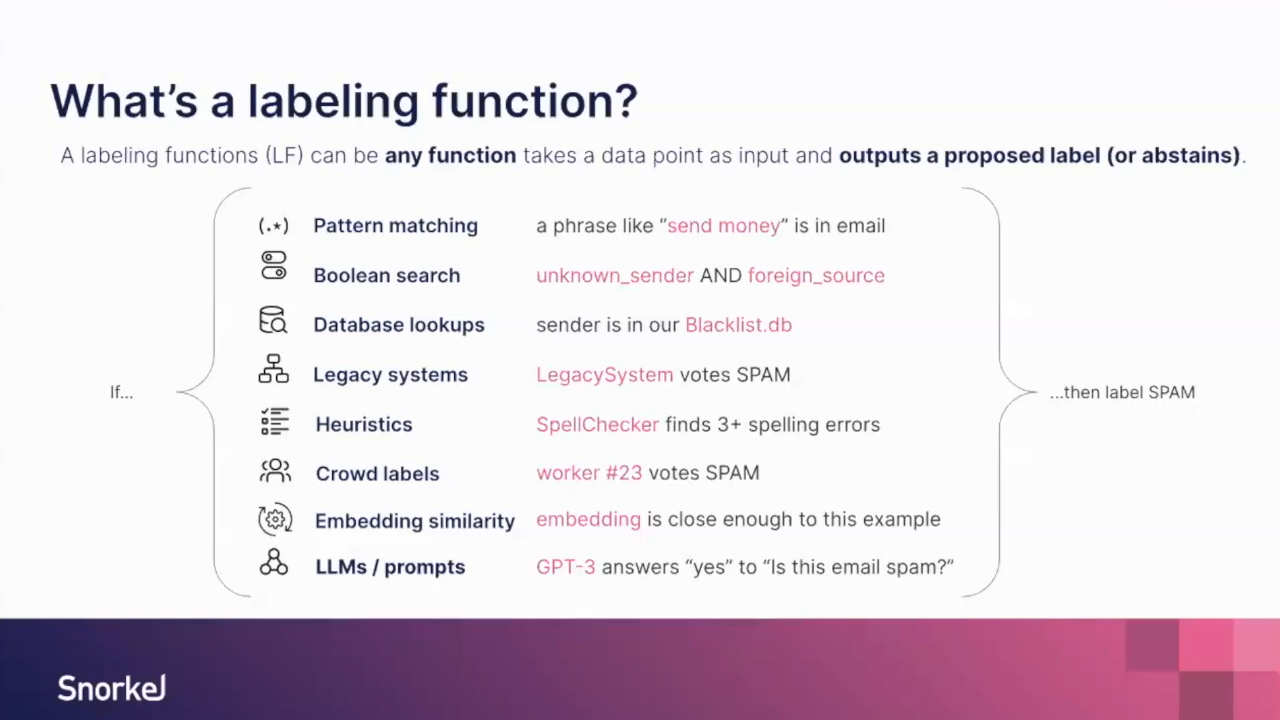 What's a labeling function?
A labeling functions (LF) can be any function takes a data point as input and outputs a proposed label (or abstains).
If...
(.*) Pattern matching a phrase like “send money” is in email
Boolean search unknown_sender AND foreign_source
Database lookups sender is in our Blacklist.db
Legacy systems LegacySystem votes SPAM
Heuristics SpellChecker finds 3+ spelling errors
Crowd labels worker #23 votes SPAM
Embedding similarity embedding is close enough to this example
LLMs / prompts GPT-3 answers “yes” to “Is this email spam?”
...then label SPAM
Snorkel